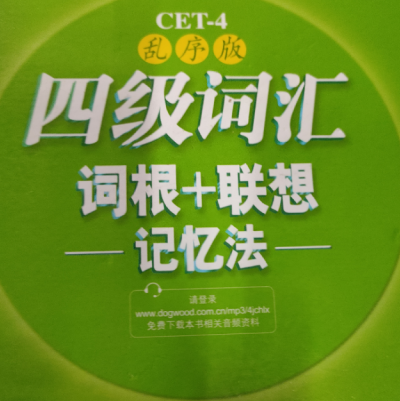 CET-4
乱序版
四级词汇
词根+联想
记忆法
请登录
www.dogwood.com.cn/mp3/4jchlx
免费下载本书相关音频资料